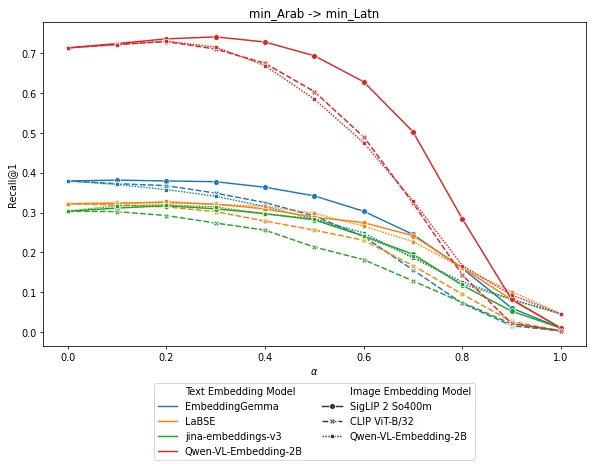 min_Arab -> min_Latn
Recall@1
0.7
0.6
0.5
0.4
0.3
0.2
0.1
0.0
0.0 0.2 0.4 0.6 0.8 1.0
α
Text Embedding Model
EmbeddingGemma
LaBSE
jina-embeddings-v3
Qwen-VL-Embedding-2B
Image Embedding Model
SigLIP 2 So400m
CLIP ViT-B/32
Qwen-VL-Embedding-2B